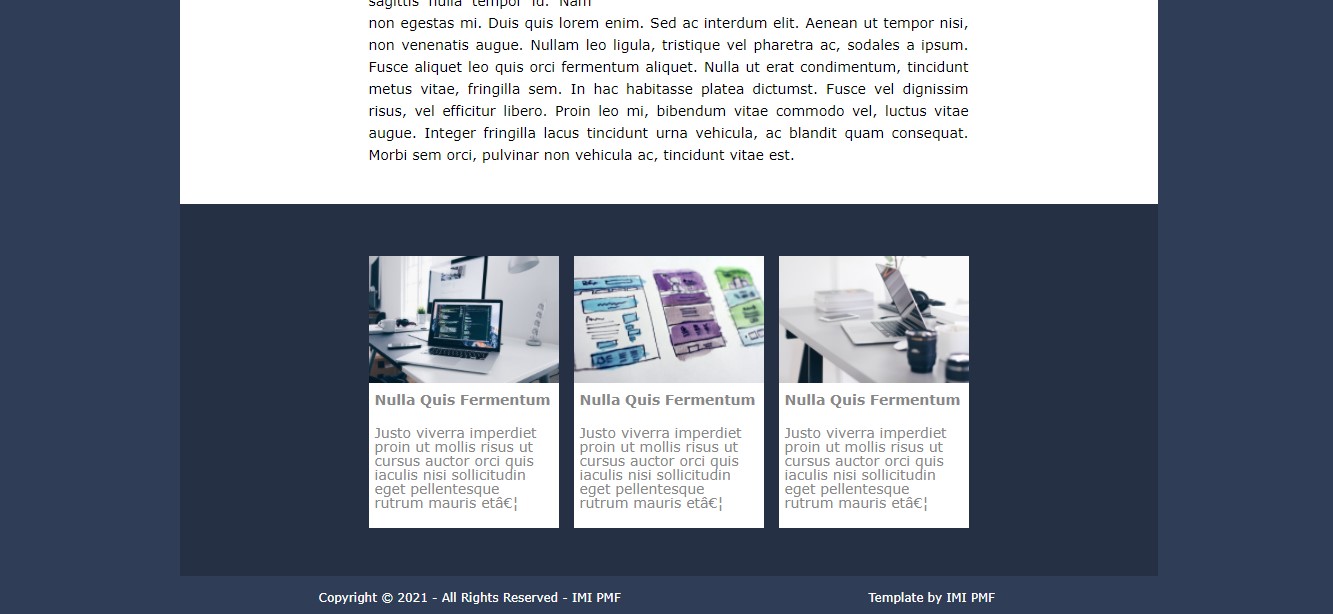 sagittis nulla tempor id. Nam
non egestas mi. Duis quis lorem enim. Sed ac interdum elit. Aenean ut tempor nisi,
non venenatis augue. Nullam leo ligula, tristique vel pharetra ac, sodales a ipsum.
Fusce aliquet leo quis orci fermentum aliquet. Nulla ut erat condimentum, tincidunt
metus vitae, fringilla sem. In hac habitasse platea dictumst. Fusce vel dignissim
risus, vel efficitur libero. Proin leo mi, bibendum vitae commodo vel, luctus vitae
augue. Integer fringilla lacus tincidunt urna vehicula, ac blandit quam consequat.
Morbi sem orci, pulvinar non vehicula ac, tincidunt vitae est.
Nulla Quis Fermentum
Justo viverra imperdiet
proin ut mollis risus ut
cursus auctor orci quis
iaculis nisi sollicitudin
eget pellentesque
rutrum mauris etâ€¦
Nulla Quis Fermentum
Justo viverra imperdiet
proin ut mollis risus ut
cursus auctor orci quis
iaculis nisi sollicitudin
eget pellentesque
rutrum mauris etâ€¦
Nulla Quis Fermentum
Justo viverra imperdiet
proin ut mollis risus ut
cursus auctor orci quis
iaculis nisi sollicitudin
eget pellentesque
rutrum mauris etâ€¦
Copyright © 2021 - All Rights Reserved - IMI PMF
Template by IMI PMF